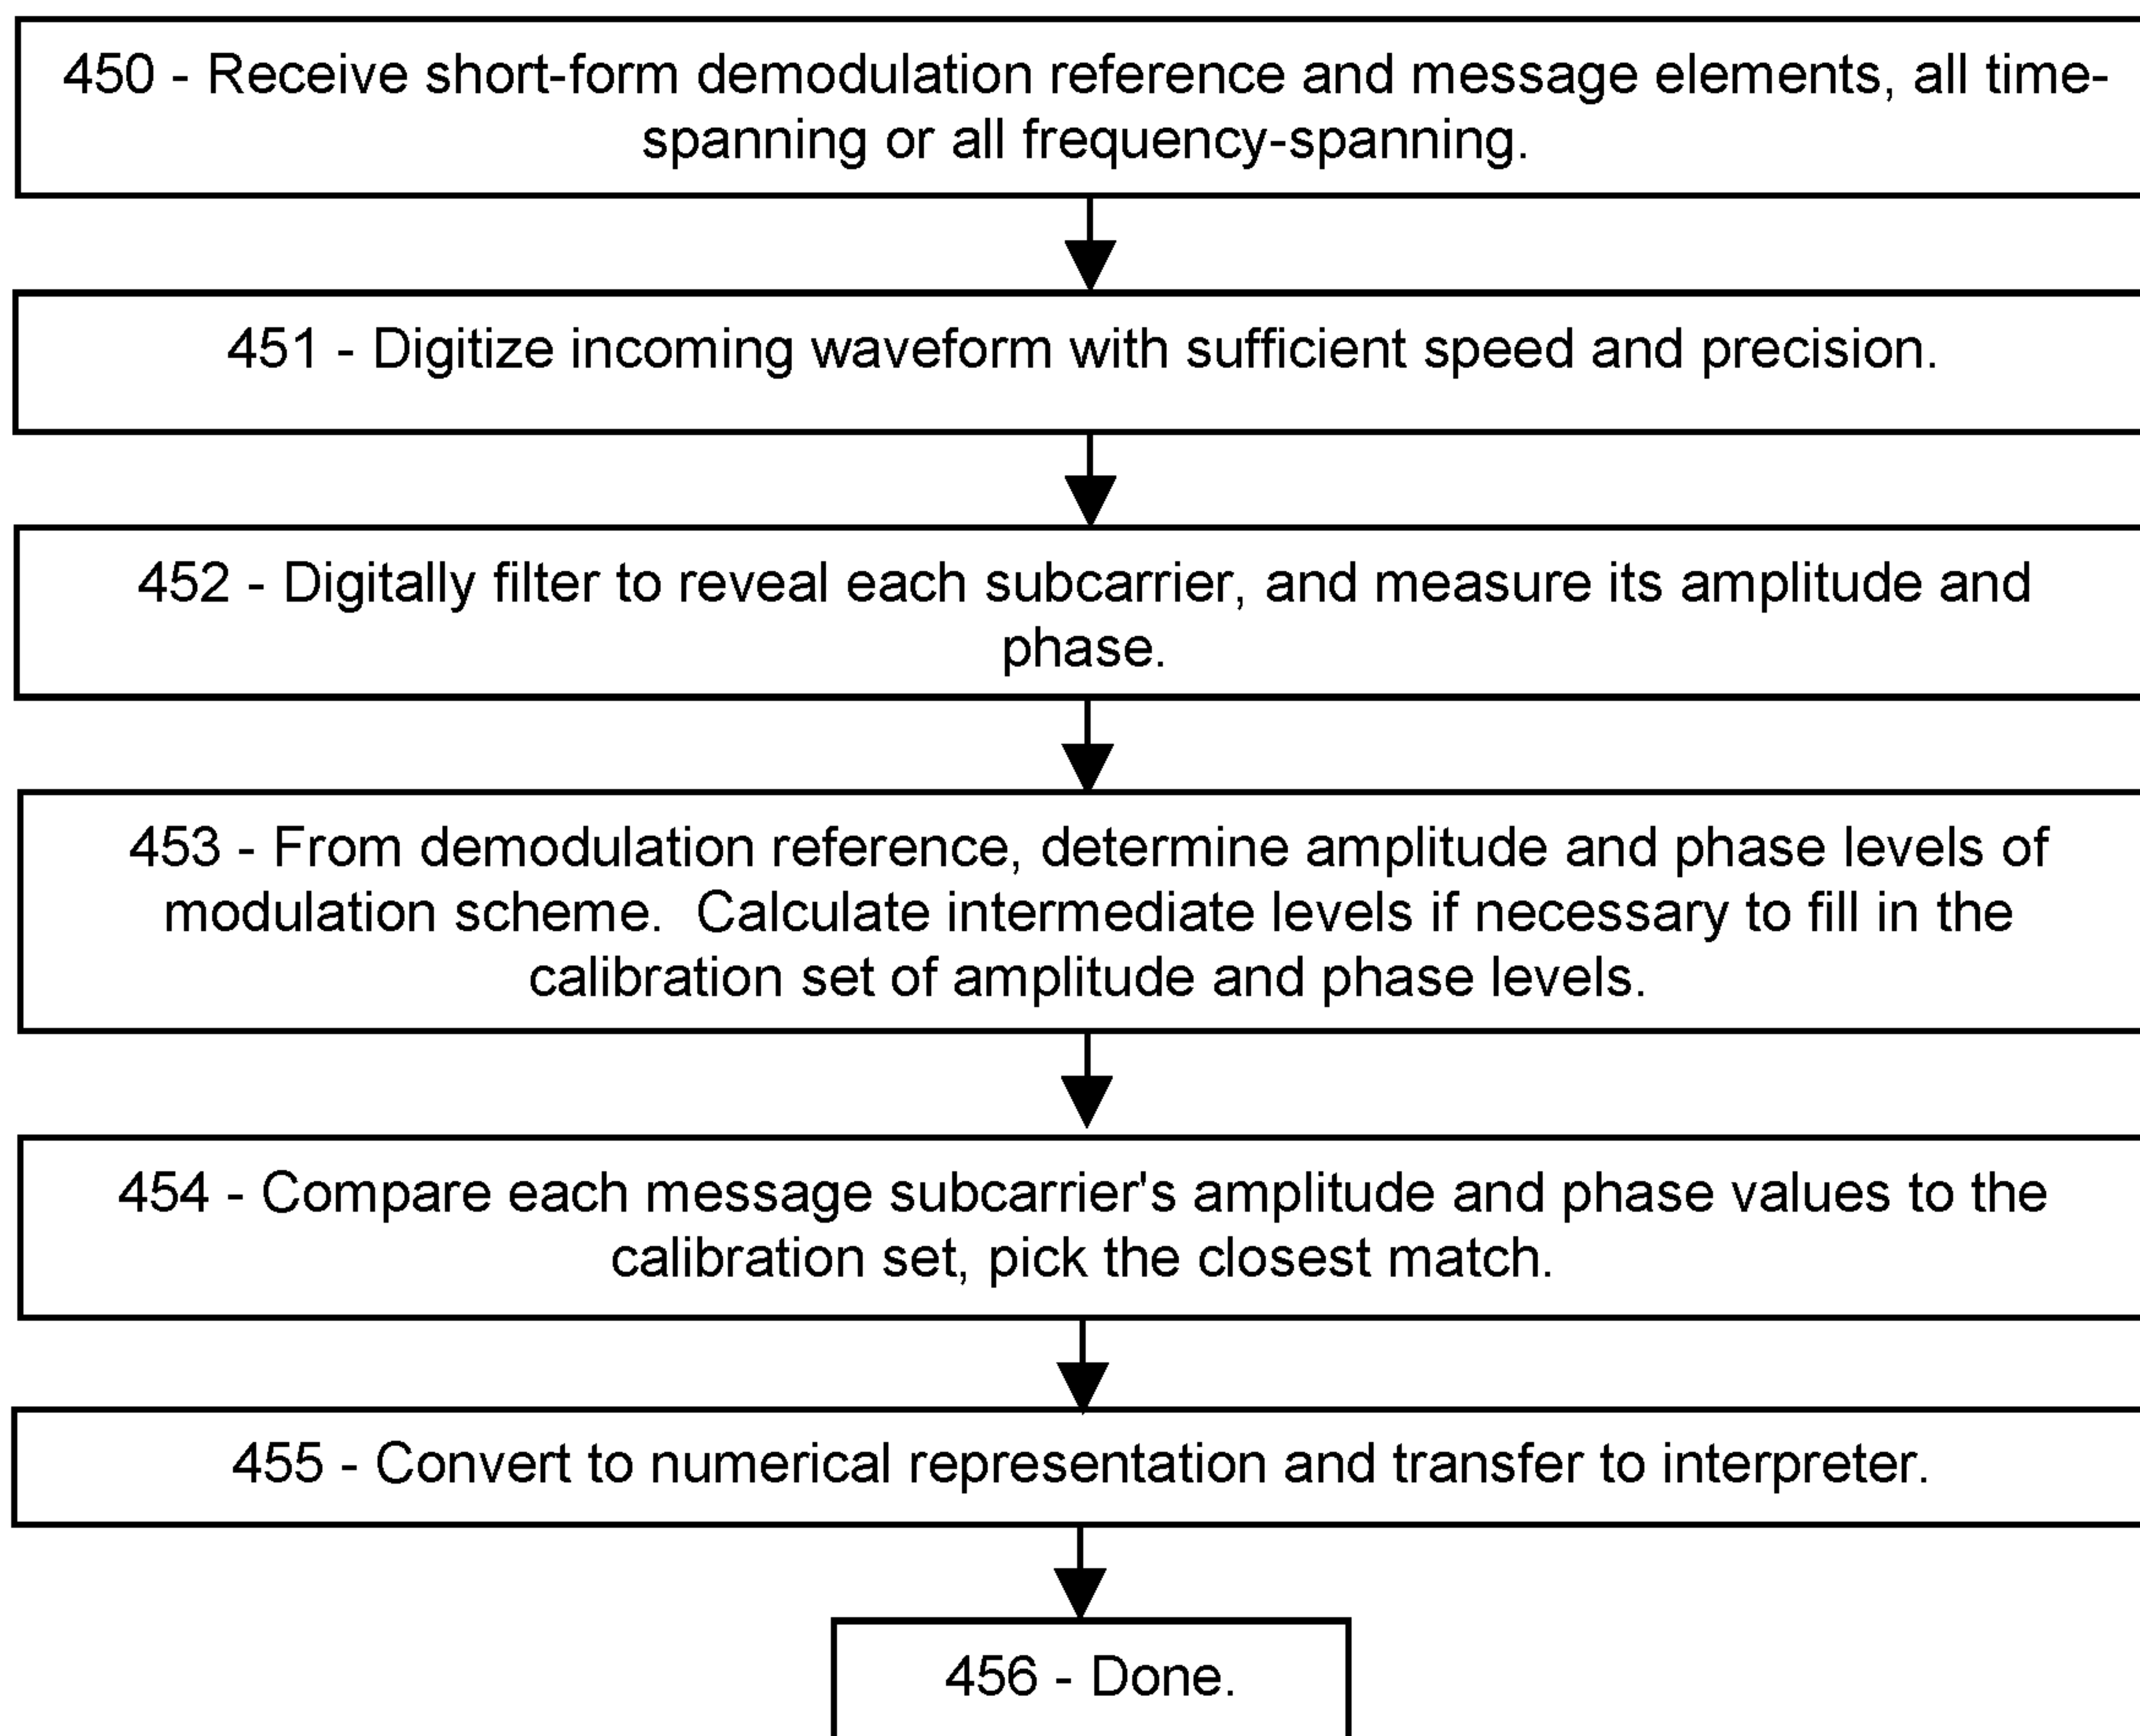 450 - Receive short-form demodulation reference and message elements, all time-
spanning or all frequency-spanning.
451 - Digitize incoming waveform with sufficient speed and precision.
452 - Digitally filter to reveal each subcarrier, and measure its amplitude and
phase.
453 - From demodulation reference, determine amplitude and phase levels of
modulation scheme.  Calculate intermediate levels if necessary to fill in the
calibration set of amplitude and phase levels.
454 - Compare each message subcarrier's amplitude and phase values to the
calibration set, pick the closest match.
455 - Convert to numerical representation and transfer to interpreter.
456 - Done.